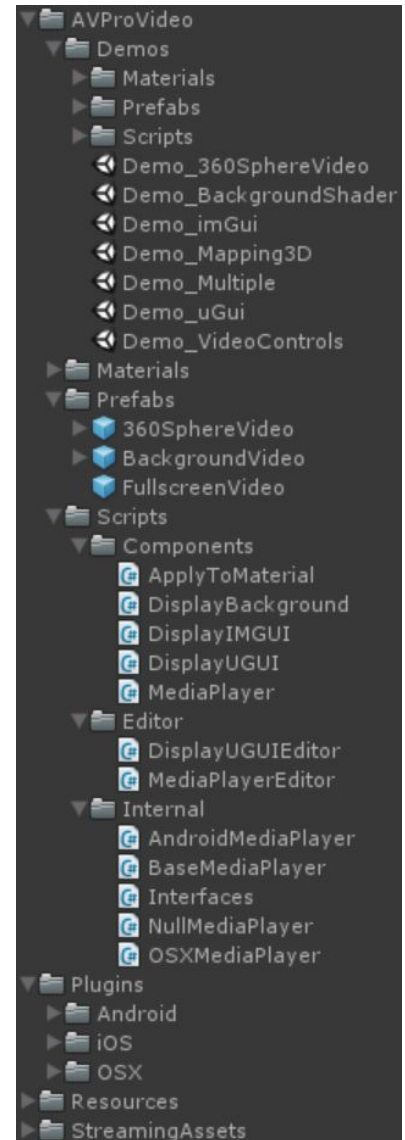 AVProVideo
Demos
Materials
Prefabs
Scripts
Demo_360SphereVideo
Demo_BackgroundShader
Demo_imGui
Demo_Mapping3D
Demo_Multiple
Demo_uGui
Demo_VideoControls
Materials
Prefabs
360SphereVideo
BackgroundVideo
FullscreenVideo
Scripts
Components
ApplyToMaterial
DisplayBackground
DisplayIMGUI
DisplayUGUI
MediaPlayer
Editor
DisplayUGUIEditor
MediaPlayerEditor
Internal
AndroidMediaPlayer
BaseMediaPlayer
Interfaces
NullMediaPlayer
OSXMediaPlayer
Plugins
Android
iOS
OSX
Resources
StreamingAssets